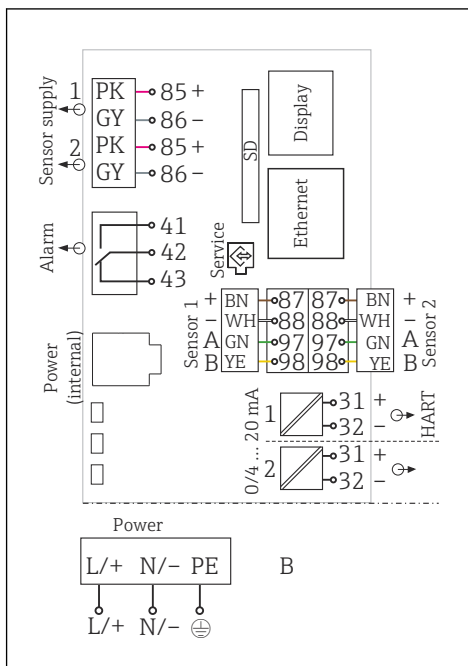 Sensor supply
1 PK 85 +
GY 86 -
2 PK 85 +
GY 86 -
SD
Display
Ethernet
Alarm
41
42
43
Service
Sensor 1
+ BN 87 87 BN +
- WH 88 88 WH -
A GN 97 97 GN A
B YE 98 98 YE B
Sensor 2
Power
(internal)
0/4 ... 20 mA
1 31 +
32 -
HART
2 31 +
32 -
Power
L/+ N/- PE
B
L/+ N/-